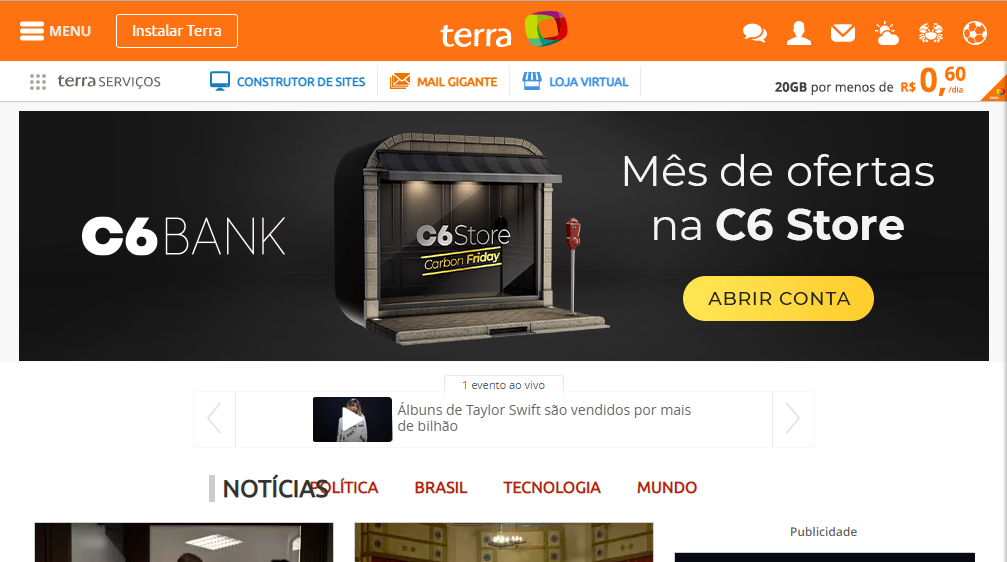 MENU
Instalar Terra
terra
terra SERVIÇOS
CONSTRUTOR DE SITES
MAIL GIGANTE
LOJA VIRTUAL
20GB por menos de R$ 0,60 /dia
C6 BANK
C6 Store
Carbon Friday
Mês de ofertas
na C6 Store
ABRIR CONTA
1 evento ao vivo
Álbuns de Taylor Swift são vendidos por mais
de bilhão
NOTÍCIAS
POLÍTICA
BRASIL
TECNOLOGIA
MUNDO
Publicidade